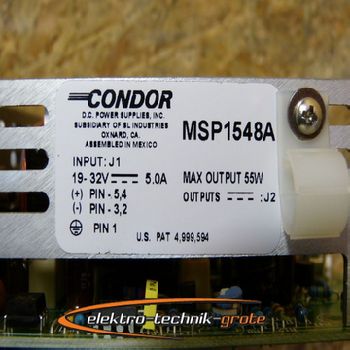 CONDOR
D.C. POWER SUPPLIES, INC.
SUBSIDIARY OF SL INDUSTRIES
OXNARD, CA.
ASSEMBLED IN MEXICO
MSP1548A
INPUT: J1
19-32V 5.0A
(+) PIN - 5,4
(-) PIN - 3,2
PIN 1
MAX OUTPUT 55W
OUTPUTS :J2
U.S. PAT 4,999,594
elektro-technik-grote